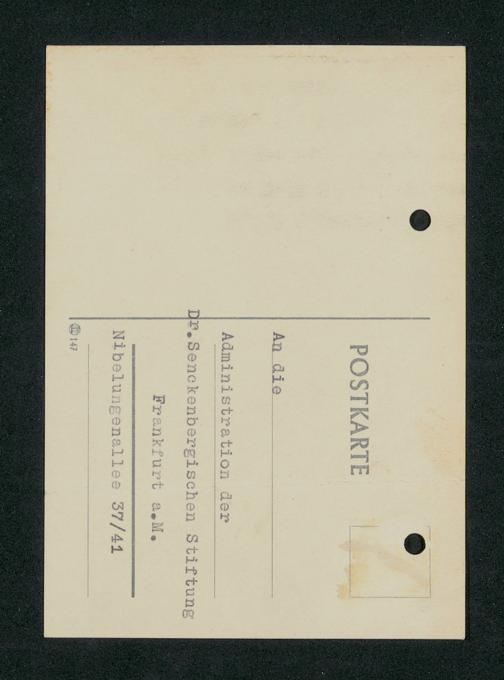 POSTKARTE
An die
Administration der
Dr.Senckenbergischen Stiftung
Frankfurt a.M.
Nibelungenallee 37/41
147